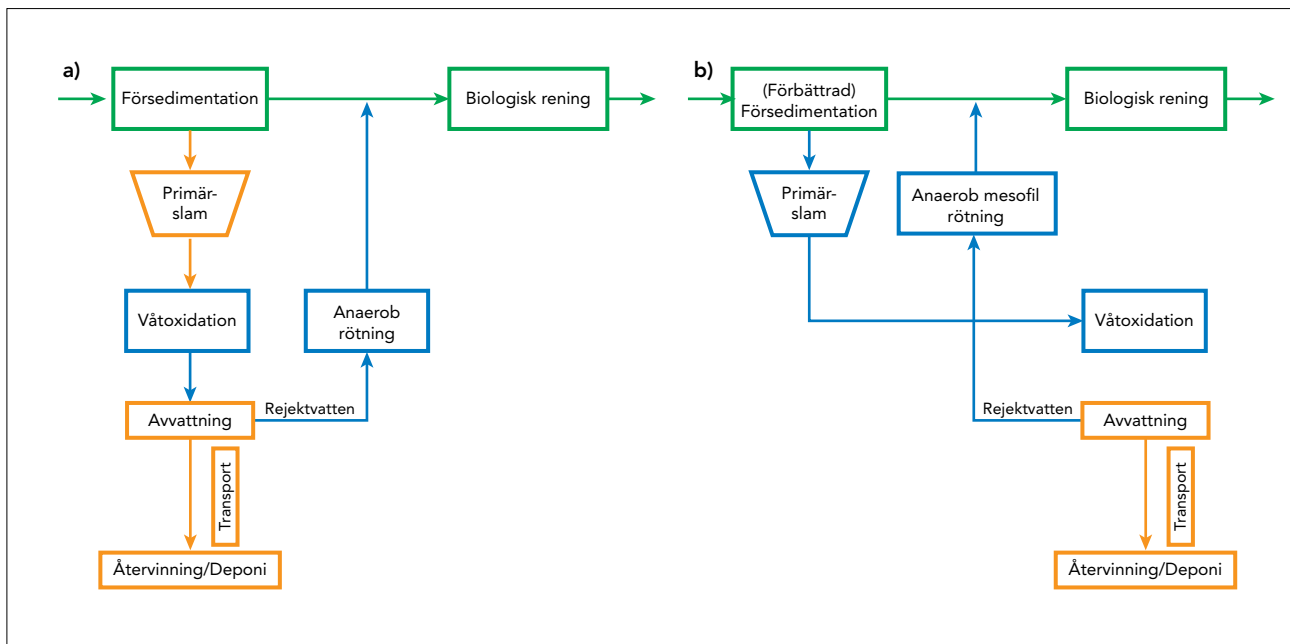 a)
Försedimentation
Biologisk rening
Primär-
slam
Våtoxidation
Anaerob
rötning
Rejektvatten
Avvattning
Transport
Återvinning/Deponi
b)
(Förbättrad)
Försedimentation
Biologisk rening
Primär-
slam
Anaerob mesofil
rötning
Våtoxidation
Rejektvatten
Avvattning
Transport
Återvinning/Deponi